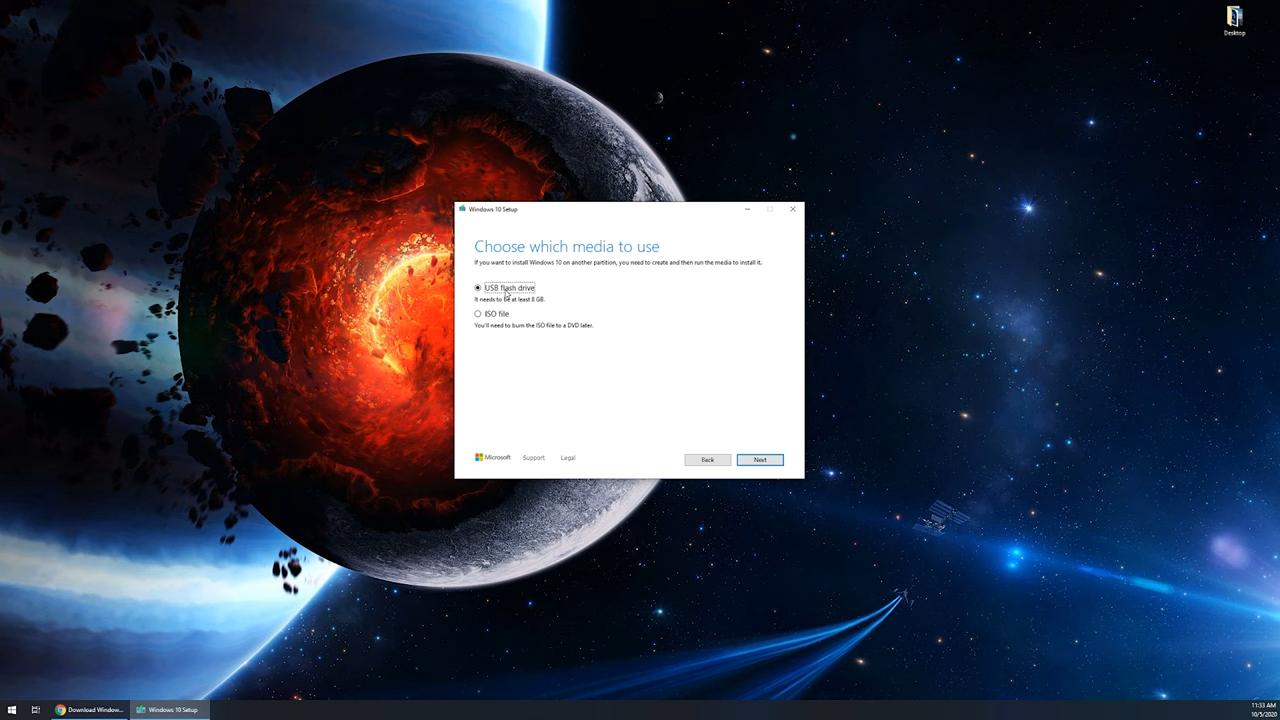 Desktop
Windows 10 Setup
Choose which media to use
If you want to install Windows 10 on another partition, you need to create and then run the media to install it.
USB flash drive
It needs to be at least 8 GB.
ISO file
You'll need to burn the ISO file to a DVD later.
Microsoft Support Legal Back Next
Download Window... Windows 10 Setup
11:33 AM
10/5/2020